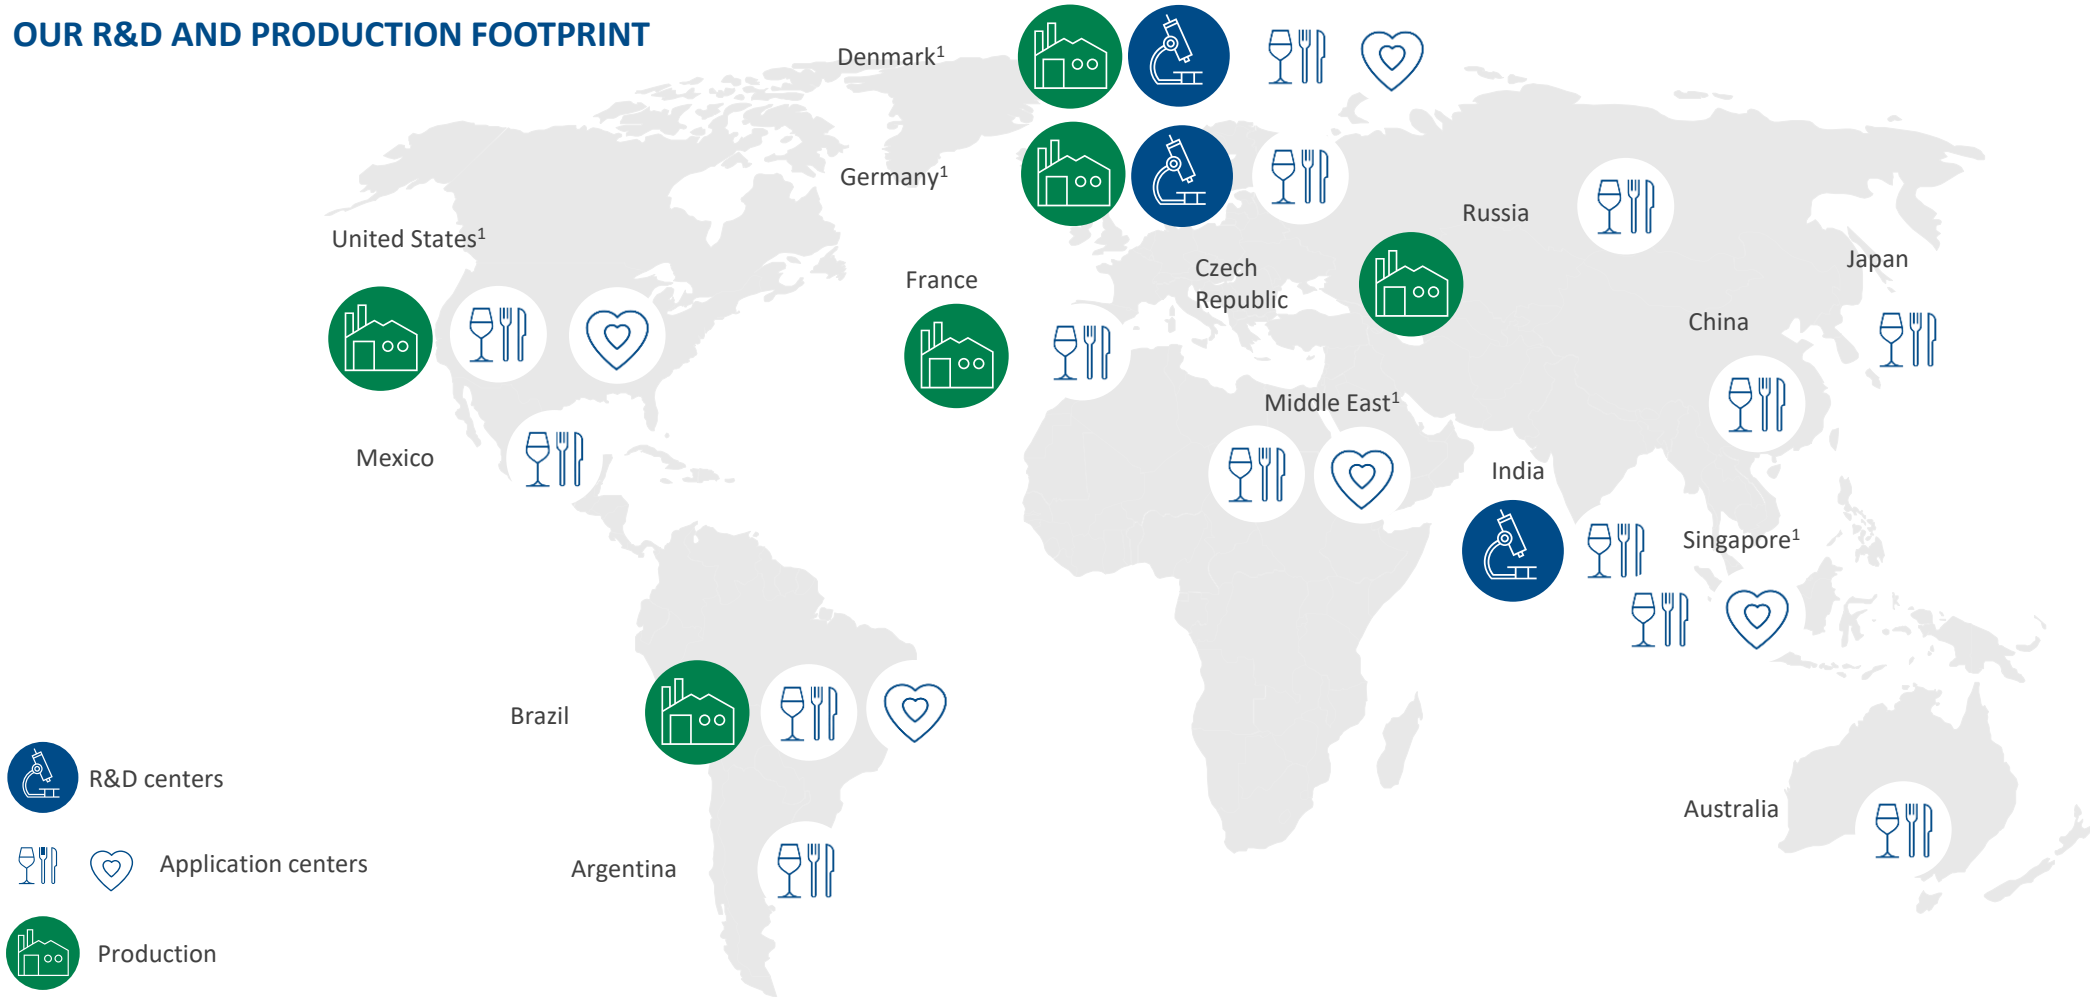 OUR R&D AND PRODUCTION FOOTPRINT
Denmark¹
Germany¹
United States¹
Russia
Japan
France
Czech
Republic
China
Middle East¹
Mexico
India
Singapore¹
Brazil
R&D centers
Australia
Application centers
Argentina
Production